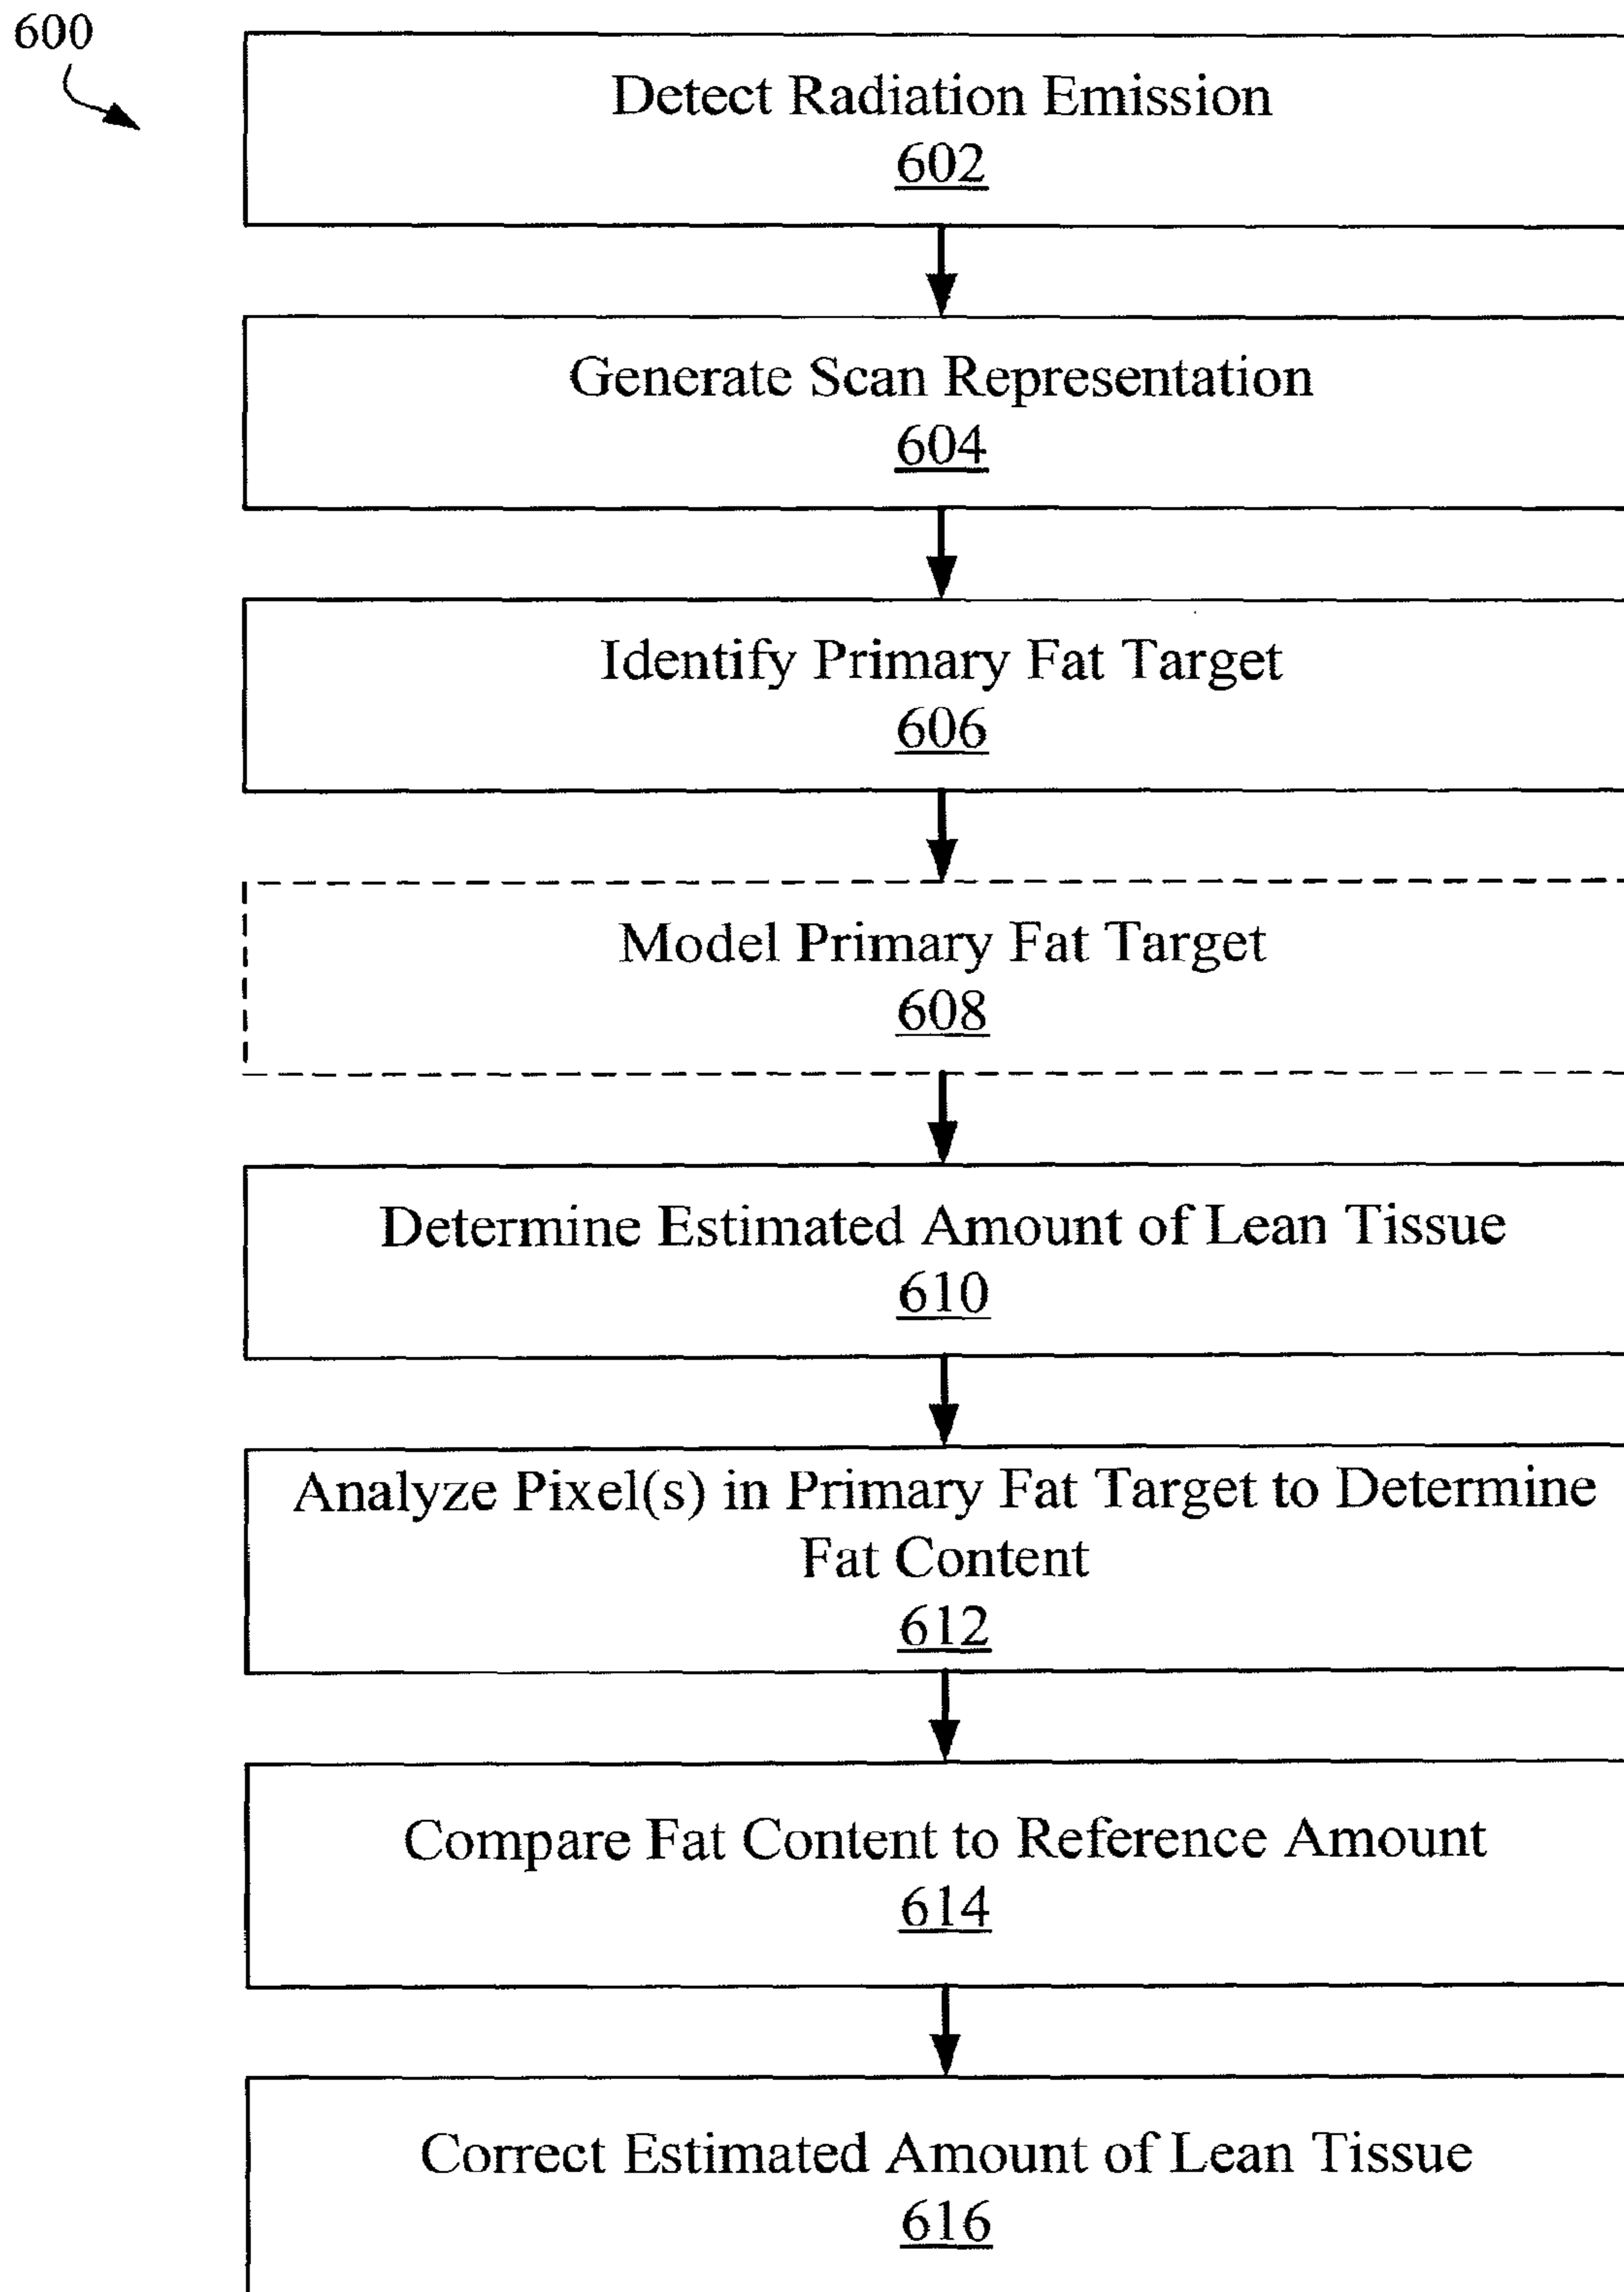 600
Detect Radiation Emission
602
Generate Scan Representation
604
Identify Primary Fat Target
606
Model Primary Fat Target
608
Determine Estimated Amount of Lean Tissue
610
Analyze Pixel(s) in Primary Fat Target to Determine
Fat Content
612
Compare Fat Content to Reference Amount
614
Correct Estimated Amount of Lean Tissue
616